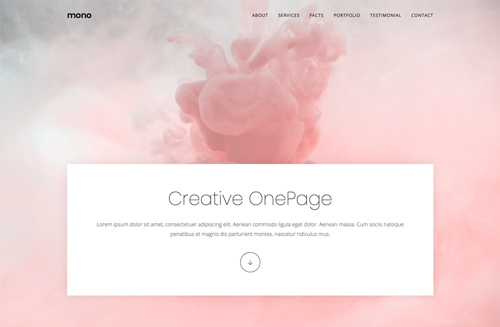 mono
ABOUT SERVICES FACTS PORTFOLIO TESTIMONIAL CONTACT
Creative OnePage
Lorem ipsum dolor sit amet, consectetuer adipiscing elit. Aenean commodo ligula eget dolor. Aenean massa. Cum sociis natoque
penatibus et magnis dis parturient montes, nascetur ridiculus mus.